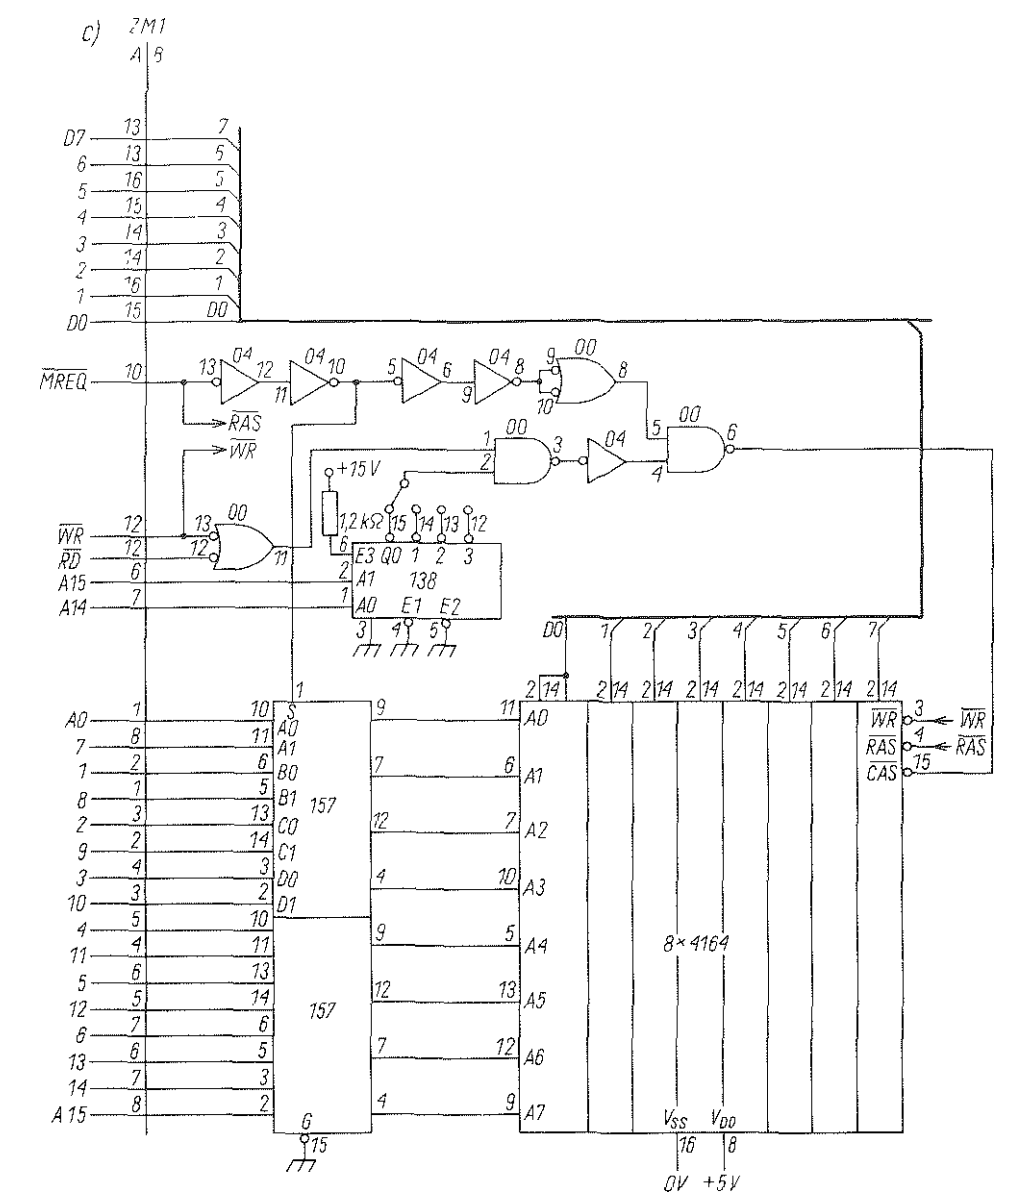 c) ZM1
A B
D7 13 7
6 13 6
5 16 5
4 15 4
3 14 3
2 14 2
1 16 1
D0 15 D0
MREQ 10 13 04 12 11 04 10 5 04 6 9 04 8 9 10 00 8
RAS
WR
1 2 00 3 04 5 4 00 6
+15V
1,2 kΩ
WR 12 13 00
RD 12 12 11
A15 6
A14 7
15 14 13 12
6 E3 Q0 1 2 3
2 A1 138
1 A0 E1 E2
3 4 5
D0 1 2 3 4 5 6 7
2 14 2 14 2 14 2 14 2 14 2 14 2 14 2 14
1
S
A0 1 10 A0 9 11 A0
7 8 11 A1
1 2 6 B0 7 6 A1
8 1 5 B1
157
2 3 13 C0 12 7 A2
9 2 14 C1
3 4 3 D0 4 10 A3
10 3 2 D1
4 5 10 9 5 A4
11 4 11
5 6 13 12 13 A5
12 5 14
157
6 7 6 7 12 A6
13 6 5
14 7 3
A15 8 2 4 9 A7
G
15
WR 3 WR
RAS 4 RAS
CAS 15
8×4164
VSS VDD
16 8
0V +5V